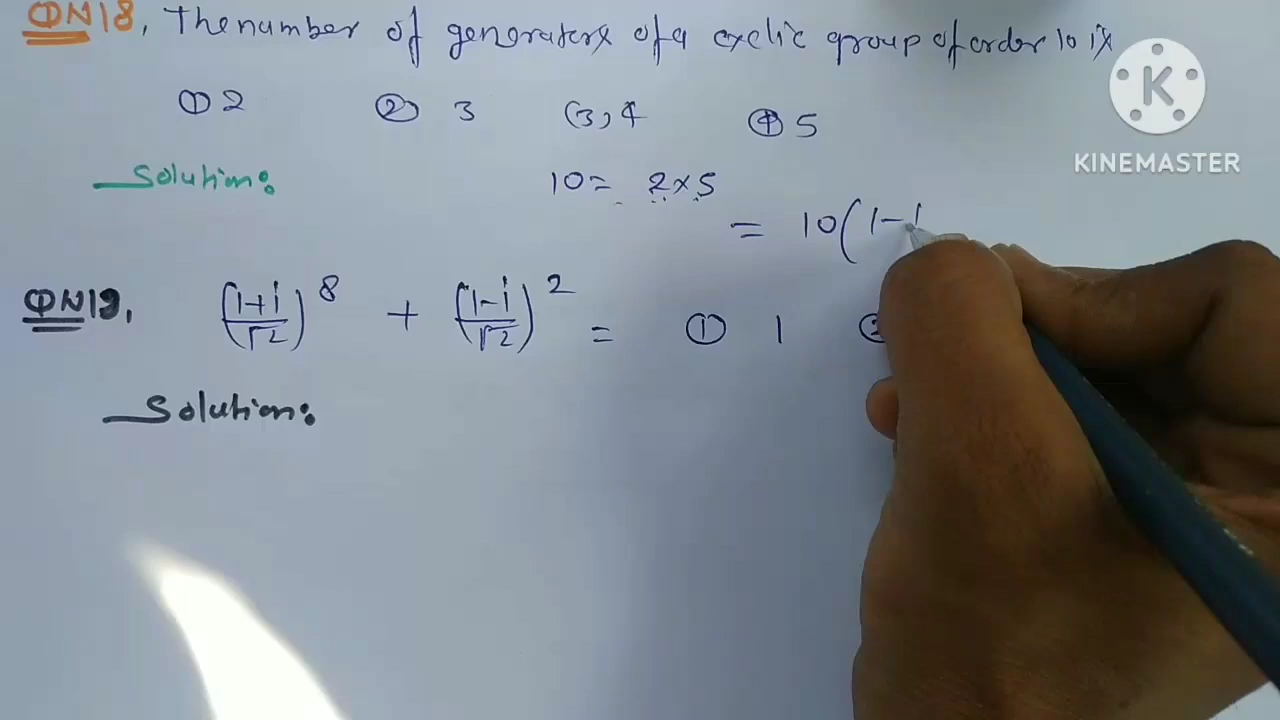 QN18, The number of generators of a cyclic group of order 10 is
① 2 ② 3 (3) 4 ④ 5
K
KINEMASTER
Solution: 10 = 2 × 5
= 10(1-1
QN19, (1+i/√2)^8 + (1-i/√2)^2 = ① 1
Solution: